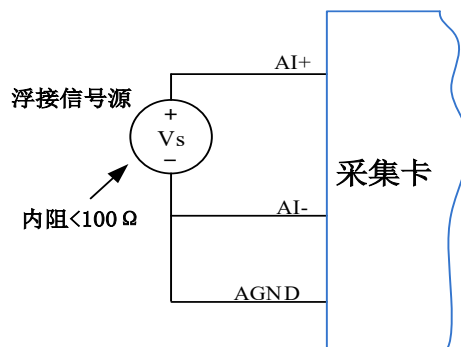 AI+
浮接信号源
+
Vs
−
采集卡
内阻<100Ω
AI-
AGND